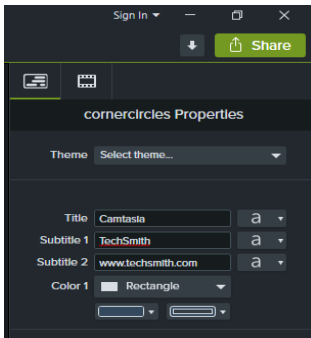 Sign In
Share
cornercircles Properties
Theme Select theme...
Title Camtasia a
Subtitle 1 TechSmith a
Subtitle 2 www.techsmith.com a
Color 1 Rectangle